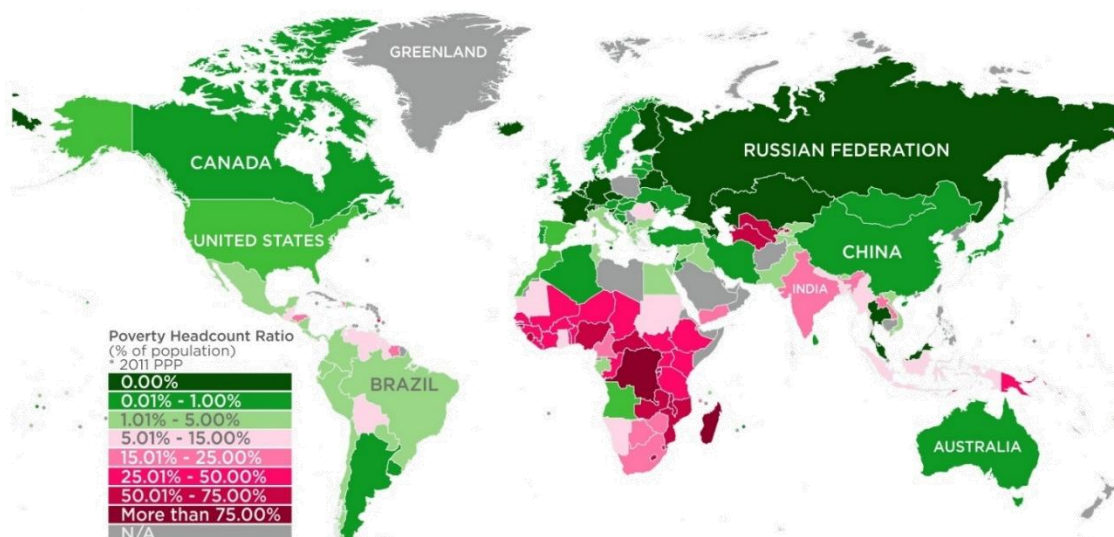 GREENLAND
CANADA
RUSSIAN FEDERATION
UNITED STATES
CHINA
INDIA
BRAZIL
AUSTRALIA
Poverty Headcount Ratio
(% of population)
* 2011 PPP
0.00%
0.01% - 1.00%
1.01% - 5.00%
5.01% - 15.00%
15.01% - 25.00%
25.01% - 50.00%
50.01% - 75.00%
More than 75.00%
N/A